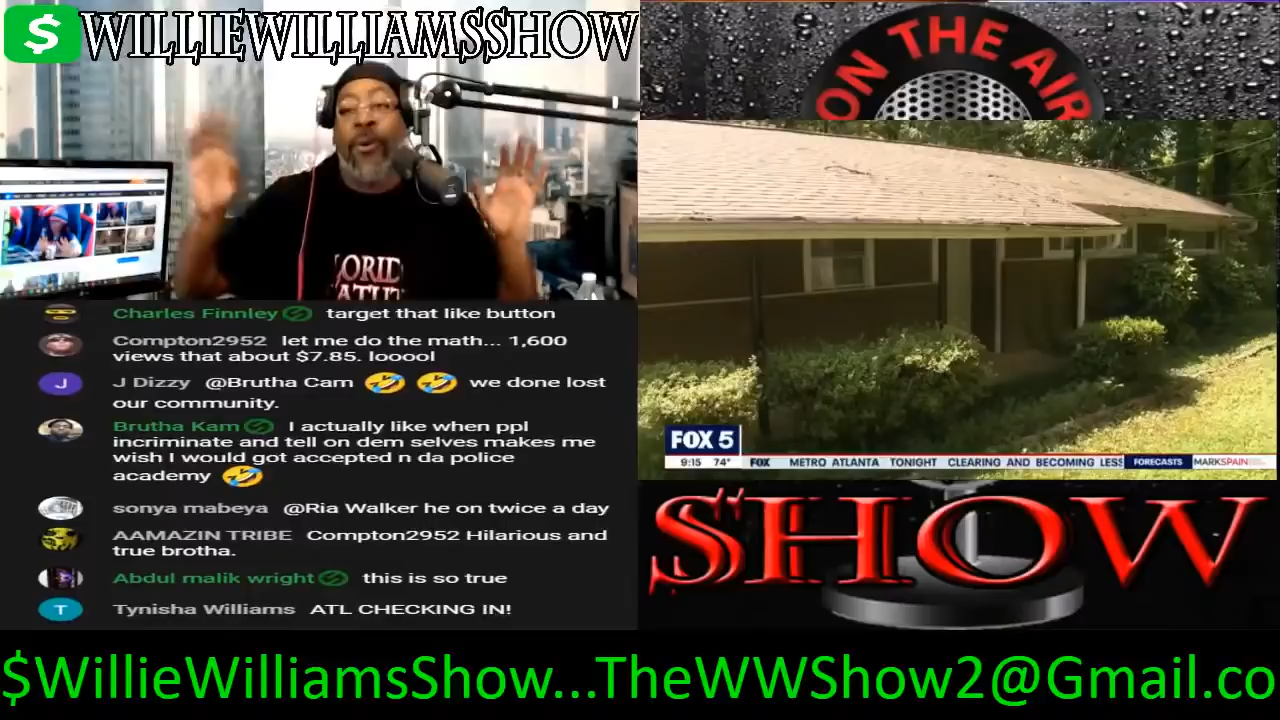 $ WILLIEWILLIAMSSHOW
ON THE AIR
Charles Finnley target that like button
Compton2952 let me do the math... 1,600
views that about $7.85. looool
J
J Dizzy @Brutha Cam 🤣 🤣 we done lost
our community.
Brutha Kam I actually like when ppl
incriminate and tell on dem selves makes me
wish I would got accepted n da police
academy 🤣
sonya mabeya @Ria Walker he on twice a day
AAMAZIN TRIBE Compton2952 Hilarious and
true brotha.
Abdul malik wright this is so true
T
Tynisha Williams ATL CHECKING IN!
FOX 5
9:15 74° FOX METRO ATLANTA TONIGHT CLEARING AND BECOMING LESS FORECASTS MARKSPAIN
SHOW
$WillieWilliamsShow...TheWWShow2@Gmail.co